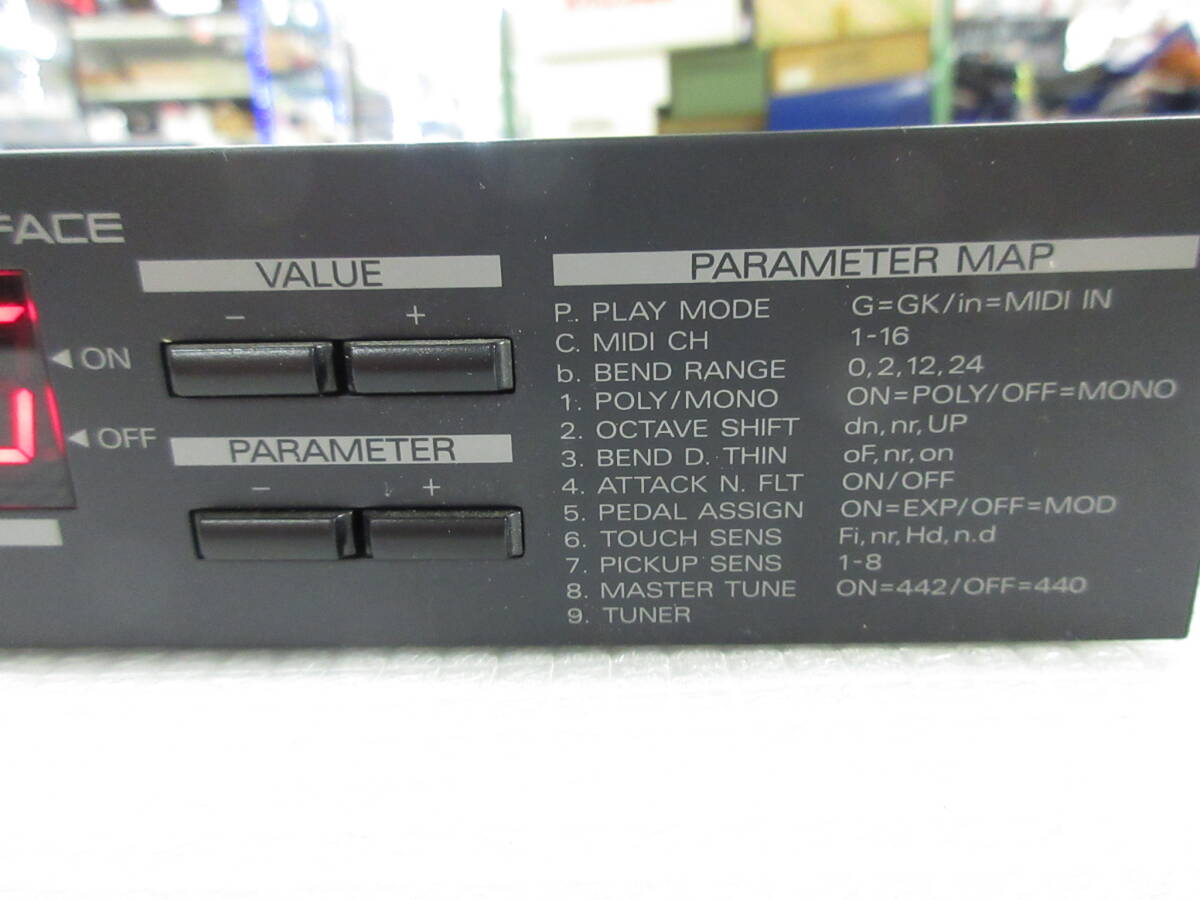 FACE
VALUE
− +
◀ ON
◀ OFF
PARAMETER
− +
PARAMETER MAP
P. PLAY MODE G=GK/in=MIDI IN
C. MIDI CH 1-16
b. BEND RANGE 0,2,12,24
1. POLY/MONO ON=POLY/OFF=MONO
2. OCTAVE SHIFT dn,nr,UP
3. BEND D. THIN oF,nr,on
4. ATTACK N. FLT ON/OFF
5. PEDAL ASSIGN ON=EXP/OFF=MOD
6. TOUCH SENS Fi,nr,Hd,n.d
7. PICKUP SENS 1-8
8. MASTER TUNE ON=442/OFF=440
9. TUNER